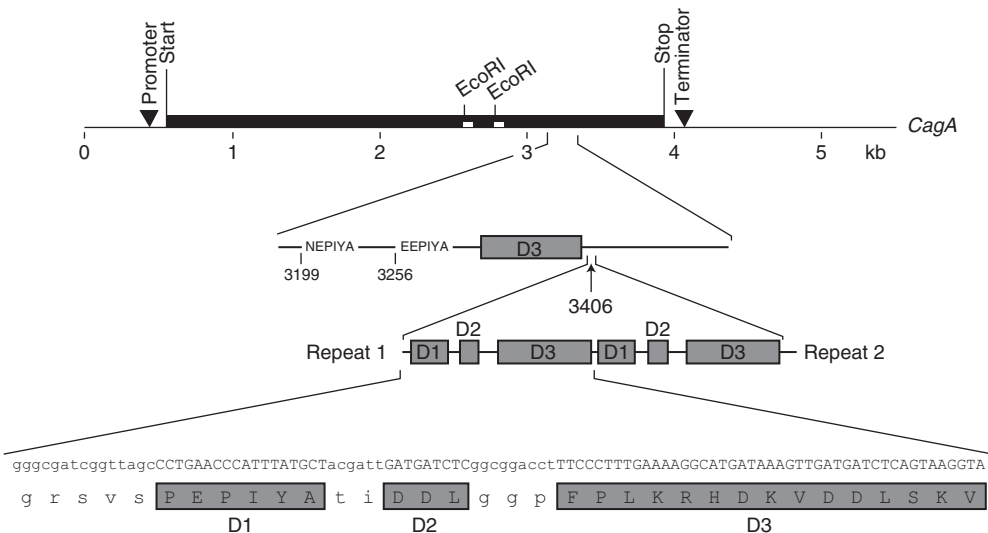 Promoter
Start
EcoRI
EcoRI
Stop
Terminator
CagA
0 1 2 3 4 5 kb
NEPIYA EEPIYA D3
3199 3256
3406
D2 D2
Repeat 1 D1 D3 D1 D3 Repeat 2
gggcgatcggttagcCCTGAACCCATTTATGCTacgattGATGATCTCggcggacctTTCCCTTTGAAAAGGCATGATAAAGTTGATGATCTCAGTAAGGTA
g r s v s P E P I Y A t i D D L g g p F P L K R H D K V D D L S K V
D1 D2 D3